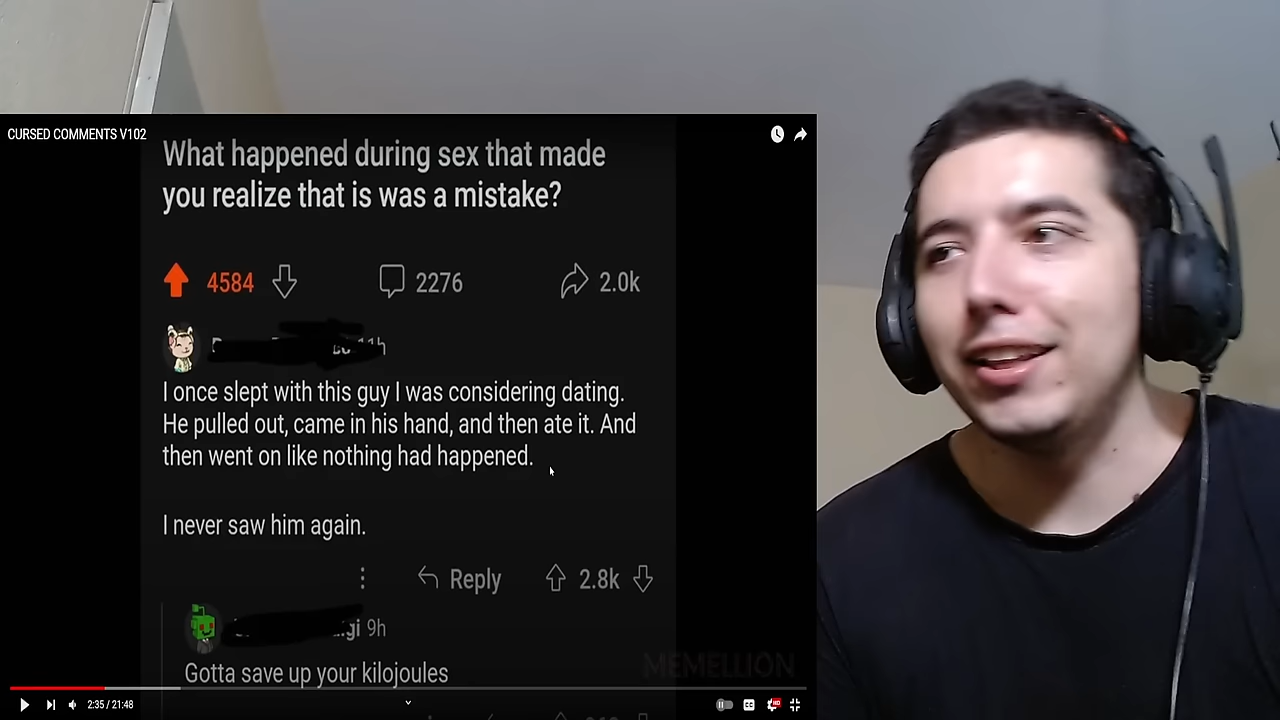 CURSED COMMENTS V102
What happened during sex that made
you realize that is was a mistake?
4584
2276
2.0k
I once slept with this guy I was considering dating.
He pulled out, came in his hand, and then ate it. And
then went on like nothing had happened.
I never saw him again.
Reply
2.8k
9h
Gotta save up your kilojoules
MEMELLION
2:35 / 21:48